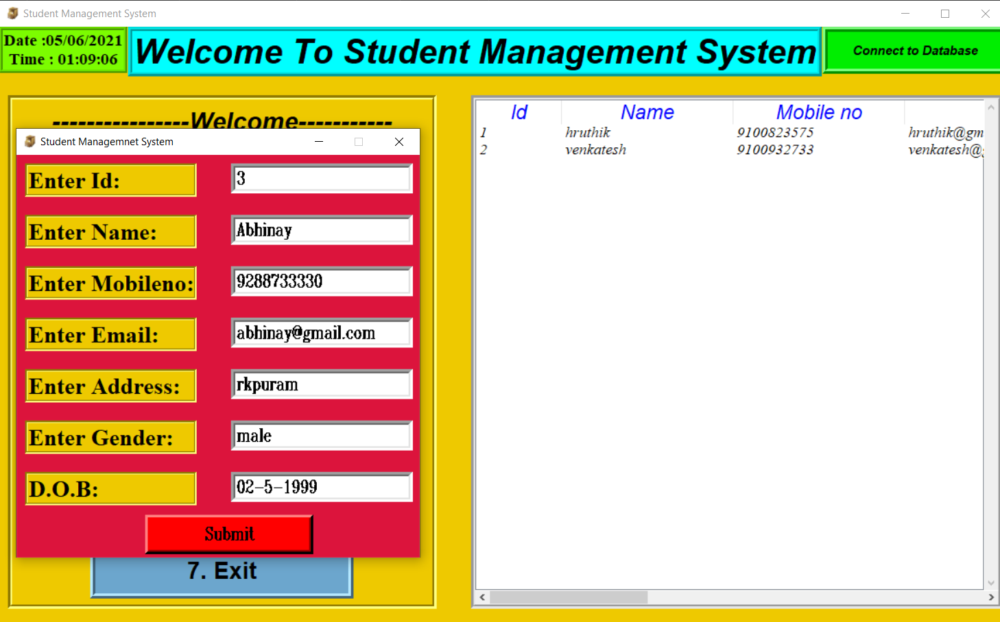 Student Management System
Date :05/06/2021
Time : 01:09:06
Welcome To Student Management System
Connect to Database
----------------Welcome-----------
Student Managemnet System
Enter Id: 3
Enter Name: Abhinay
Enter Mobileno: 9288733330
Enter Email: abhinay@gmail.com
Enter Address: rkpuram
Enter Gender: male
D.O.B: 02-5-1999
Submit
7. Exit
Id Name Mobile no
1 hruthik 9100823575 hruthik@gm
2 venkatesh 9100932733 venkatesh@